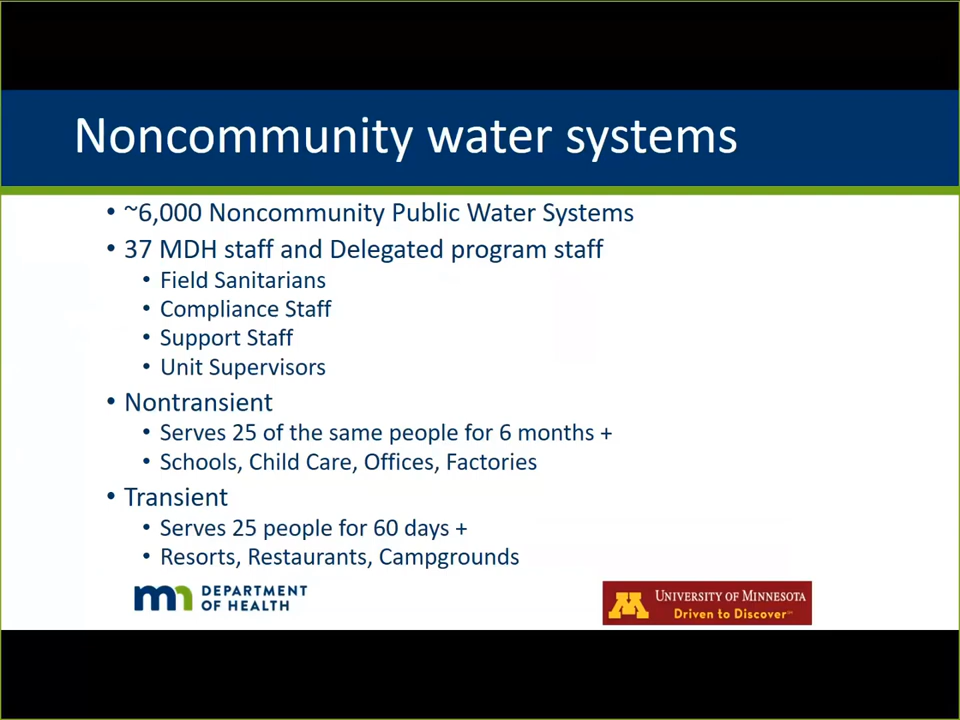 Noncommunity water systems
• ~6,000 Noncommunity Public Water Systems
• 37 MDH staff and Delegated program staff
• Field Sanitarians
• Compliance Staff
• Support Staff
• Unit Supervisors
• Nontransient
• Serves 25 of the same people for 6 months +
• Schools, Child Care, Offices, Factories
• Transient
• Serves 25 people for 60 days +
• Resorts, Restaurants, Campgrounds
mn DEPARTMENT
OF HEALTH
M UNIVERSITY OF MINNESOTA
Driven to Discover℠